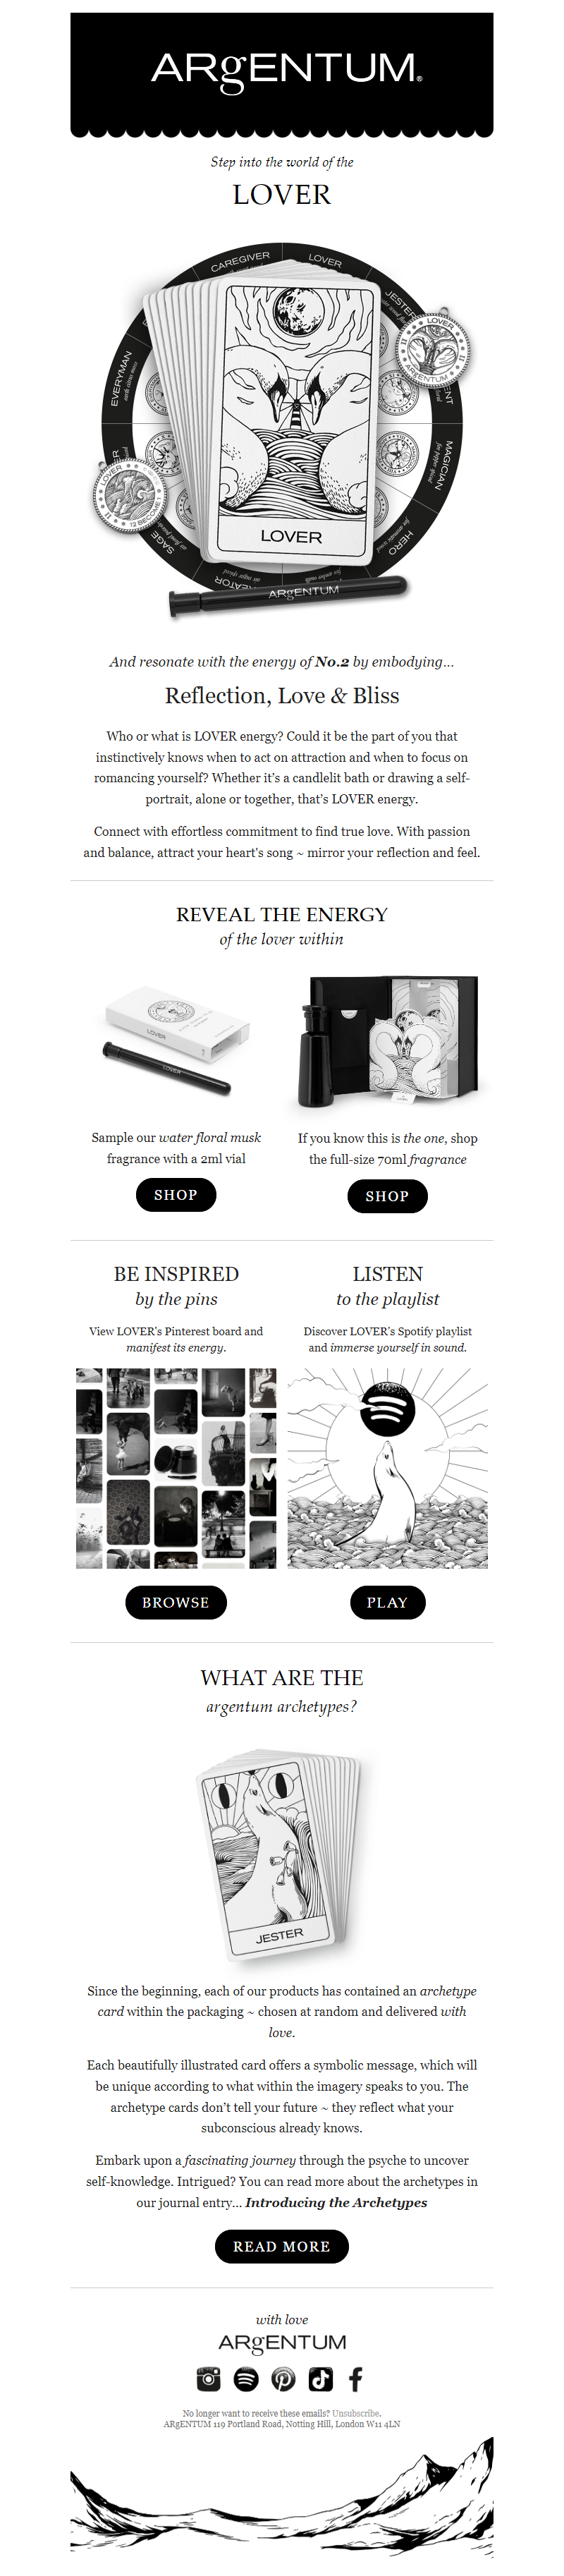 ARgENTUM®
Step into the world of the
LOVER
CAREGIVER
LOVER
JESTER
EVERYMAN
MAGICIAN
HERO
SAGE
LOVER
ARGENTUM
LOVER
LOVER
ARgENTUM
And resonate with the energy of No.2 by embodying...
Reflection, Love & Bliss
Who or what is LOVER energy? Could it be the part of you that
instinctively knows when to act on attraction and when to focus on
romancing yourself? Whether it’s a candlelit bath or drawing a self-
portrait, alone or together, that’s LOVER energy.
Connect with effortless commitment to find true love. With passion
and balance, attract your heart's song ~ mirror your reflection and feel.
REVEAL THE ENERGY
of the lover within
LOVER
LOVER
Sample our water floral musk
fragrance with a 2ml vial
SHOP
If you know this is the one, shop
the full-size 70ml fragrance
SHOP
BE INSPIRED
by the pins
View LOVER's Pinterest board and
manifest its energy.
BROWSE
LISTEN
to the playlist
Discover LOVER's Spotify playlist
and immerse yourself in sound.
PLAY
WHAT ARE THE
argentum archetypes?
JESTER
Since the beginning, each of our products has contained an archetype
card within the packaging ~ chosen at random and delivered with
love.
Each beautifully illustrated card offers a symbolic message, which will
be unique according to what within the imagery speaks to you. The
archetype cards don’t tell your future ~ they reflect what your
subconscious already knows.
Embark upon a fascinating journey through the psyche to uncover
self-knowledge. Intrigued? You can read more about the archetypes in
our journal entry... Introducing the Archetypes
READ MORE
with love
ARgENTUM
No longer want to receive these emails? Unsubscribe.
ARgENTUM 119 Portland Road, Notting Hill, London W11 4LN